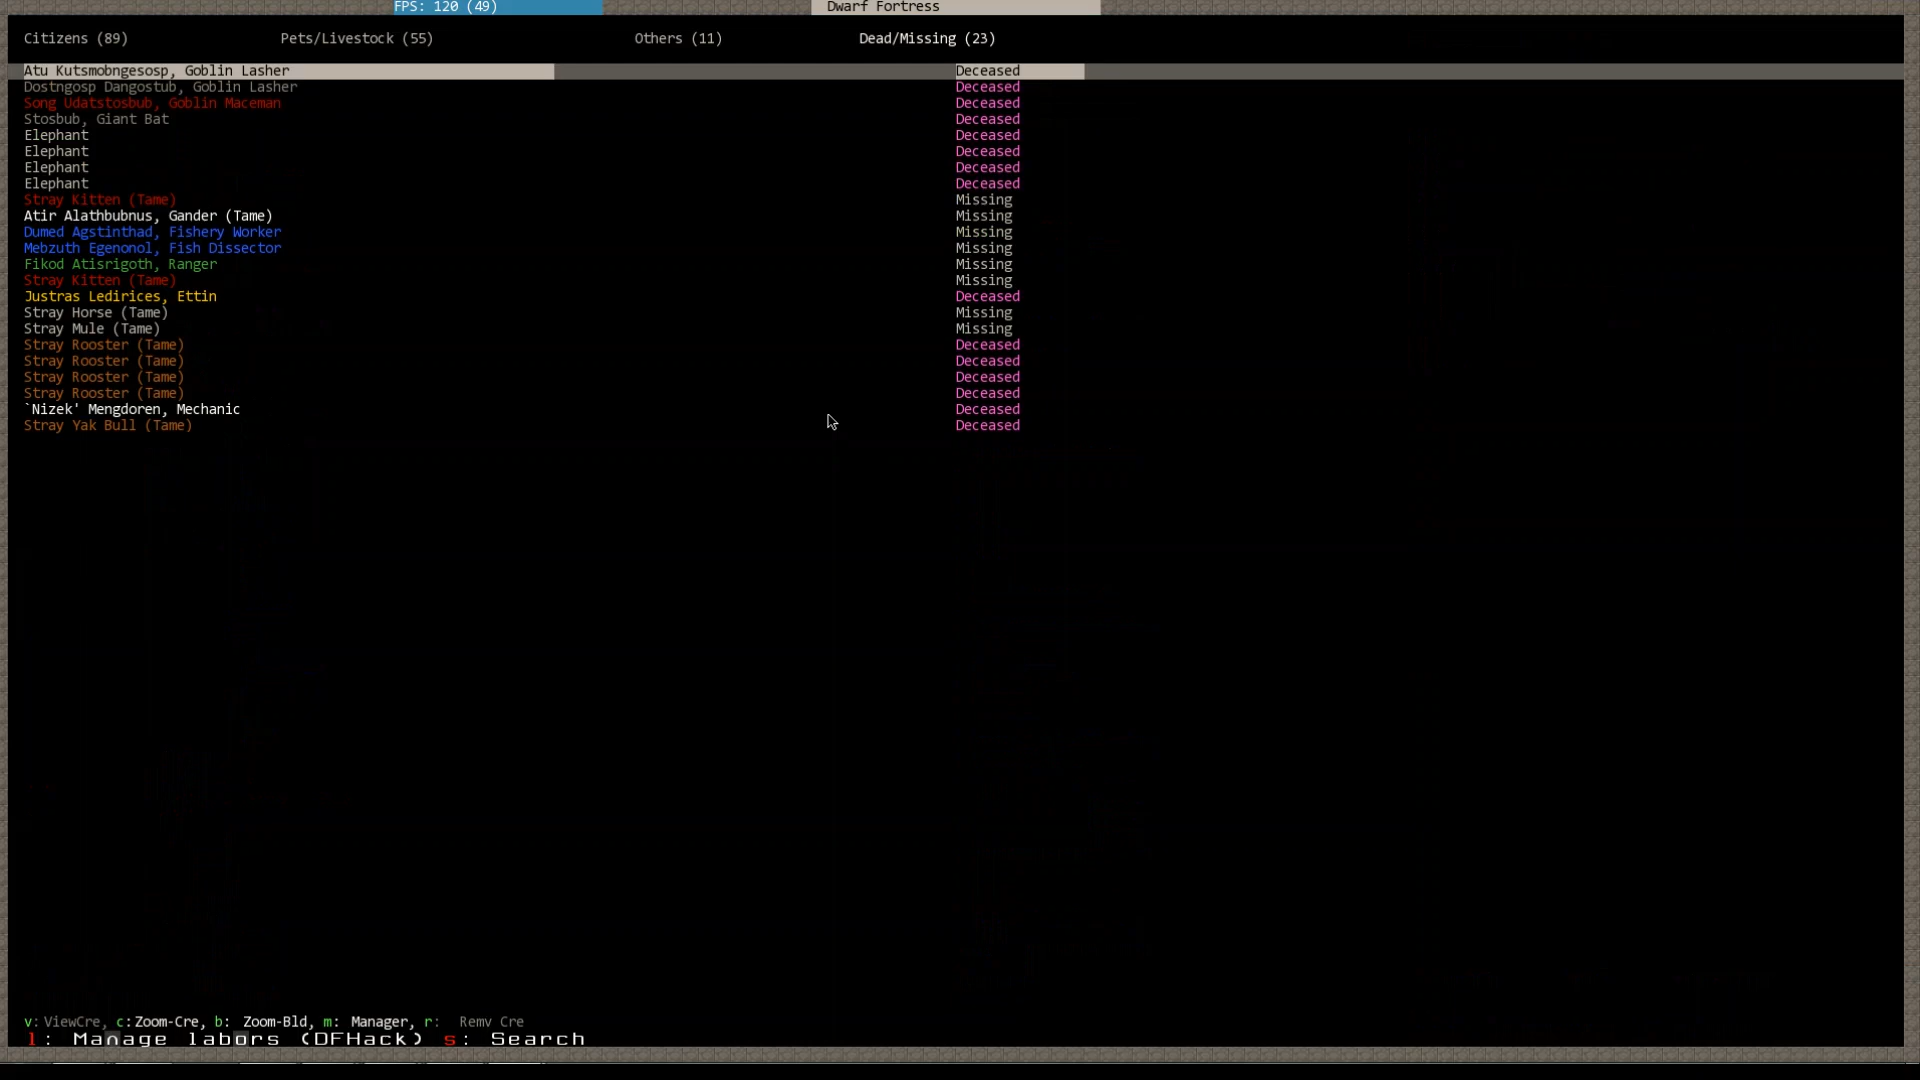 FPS: 120 (49) Dwarf Fortress
Citizens (89) Pets/Livestock (55) Others (11) Dead/Missing (23)
Atu Kutsmobngesosp, Goblin Lasher Deceased
Dostngosp Dangostub, Goblin Lasher Deceased
Song Udatstosbub, Goblin Maceman Deceased
Stosbub, Giant Bat Deceased
Elephant Deceased
Elephant Deceased
Elephant Deceased
Elephant Deceased
Stray Kitten (Tame) Missing
Atir Alathbubnus, Gander (Tame) Missing
Dumed Agstinthad, Fishery Worker Missing
Mebzuth Egenonol, Fish Dissector Missing
Fikod Atisrigoth, Ranger Missing
Stray Kitten (Tame) Missing
Justras Ledirices, Ettin Deceased
Stray Horse (Tame) Missing
Stray Mule (Tame) Missing
Stray Rooster (Tame) Deceased
Stray Rooster (Tame) Deceased
Stray Rooster (Tame) Deceased
Stray Rooster (Tame) Deceased
`Nizek' Mengdoren, Mechanic Deceased
Stray Yak Bull (Tame) Deceased
v: ViewCre, c: Zoom-Cre, b: Zoom-Bld, m: Manager, r: Remv Cre
l: Manage labors (DFHack) s: Search